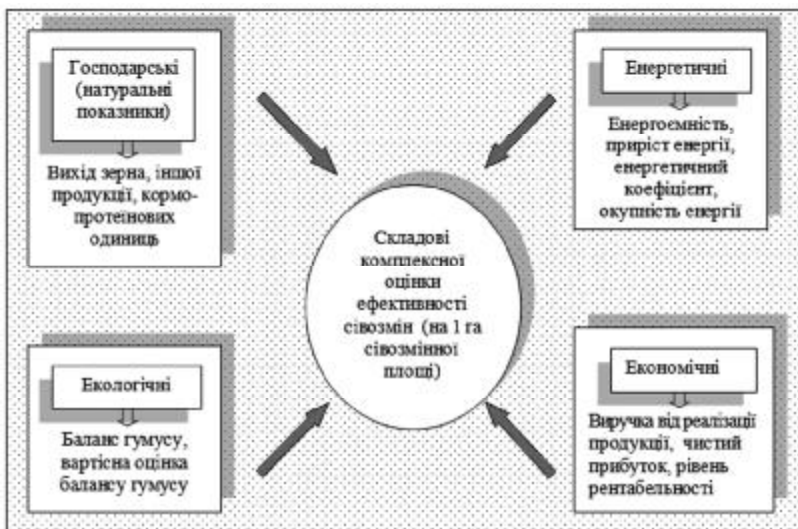 Господарські
(натуральні
показники)
Вихід зерна, іншої
продукції, кормо-
протеїнових
одиниць
Енергетичні
Енергоємність,
приріст енергії,
енергетичний
коефіцієнт,
окупність енергії
Складові
комплексної
оцінки
ефективності
сівозмін (на 1 га
сівозмінної
площі)
Екологічні
Баланс гумусу,
вартісна оцінка
балансу гумусу
Економічні
Виручка від реалізації
продукції, чистий
прибуток, рівень
рентабельності